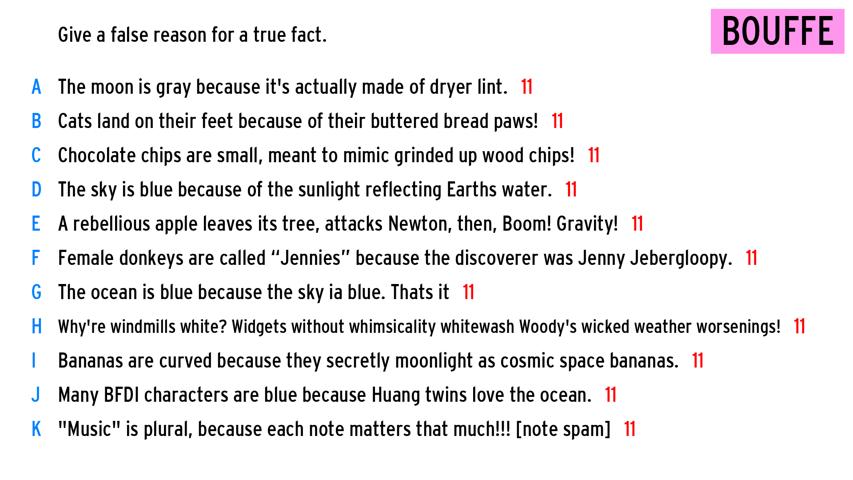 Give a false reason for a true fact.
BOUFFE
A The moon is gray because it's actually made of dryer lint. 11
B Cats land on their feet because of their buttered bread paws! 11
C Chocolate chips are small, meant to mimic grinded up wood chips! 11
D The sky is blue because of the sunlight reflecting Earths water. 11
E A rebellious apple leaves its tree, attacks Newton, then, Boom! Gravity! 11
F Female donkeys are called “Jennies” because the discoverer was Jenny Jebergloopy. 11
G The ocean is blue because the sky ia blue. Thats it 11
H Why're windmills white? Widgets without whimsicality whitewash Woody's wicked weather worsenings! 11
I Bananas are curved because they secretly moonlight as cosmic space bananas. 11
J Many BFDI characters are blue because Huang twins love the ocean. 11
K "Music" is plural, because each note matters that much!!! [note spam] 11